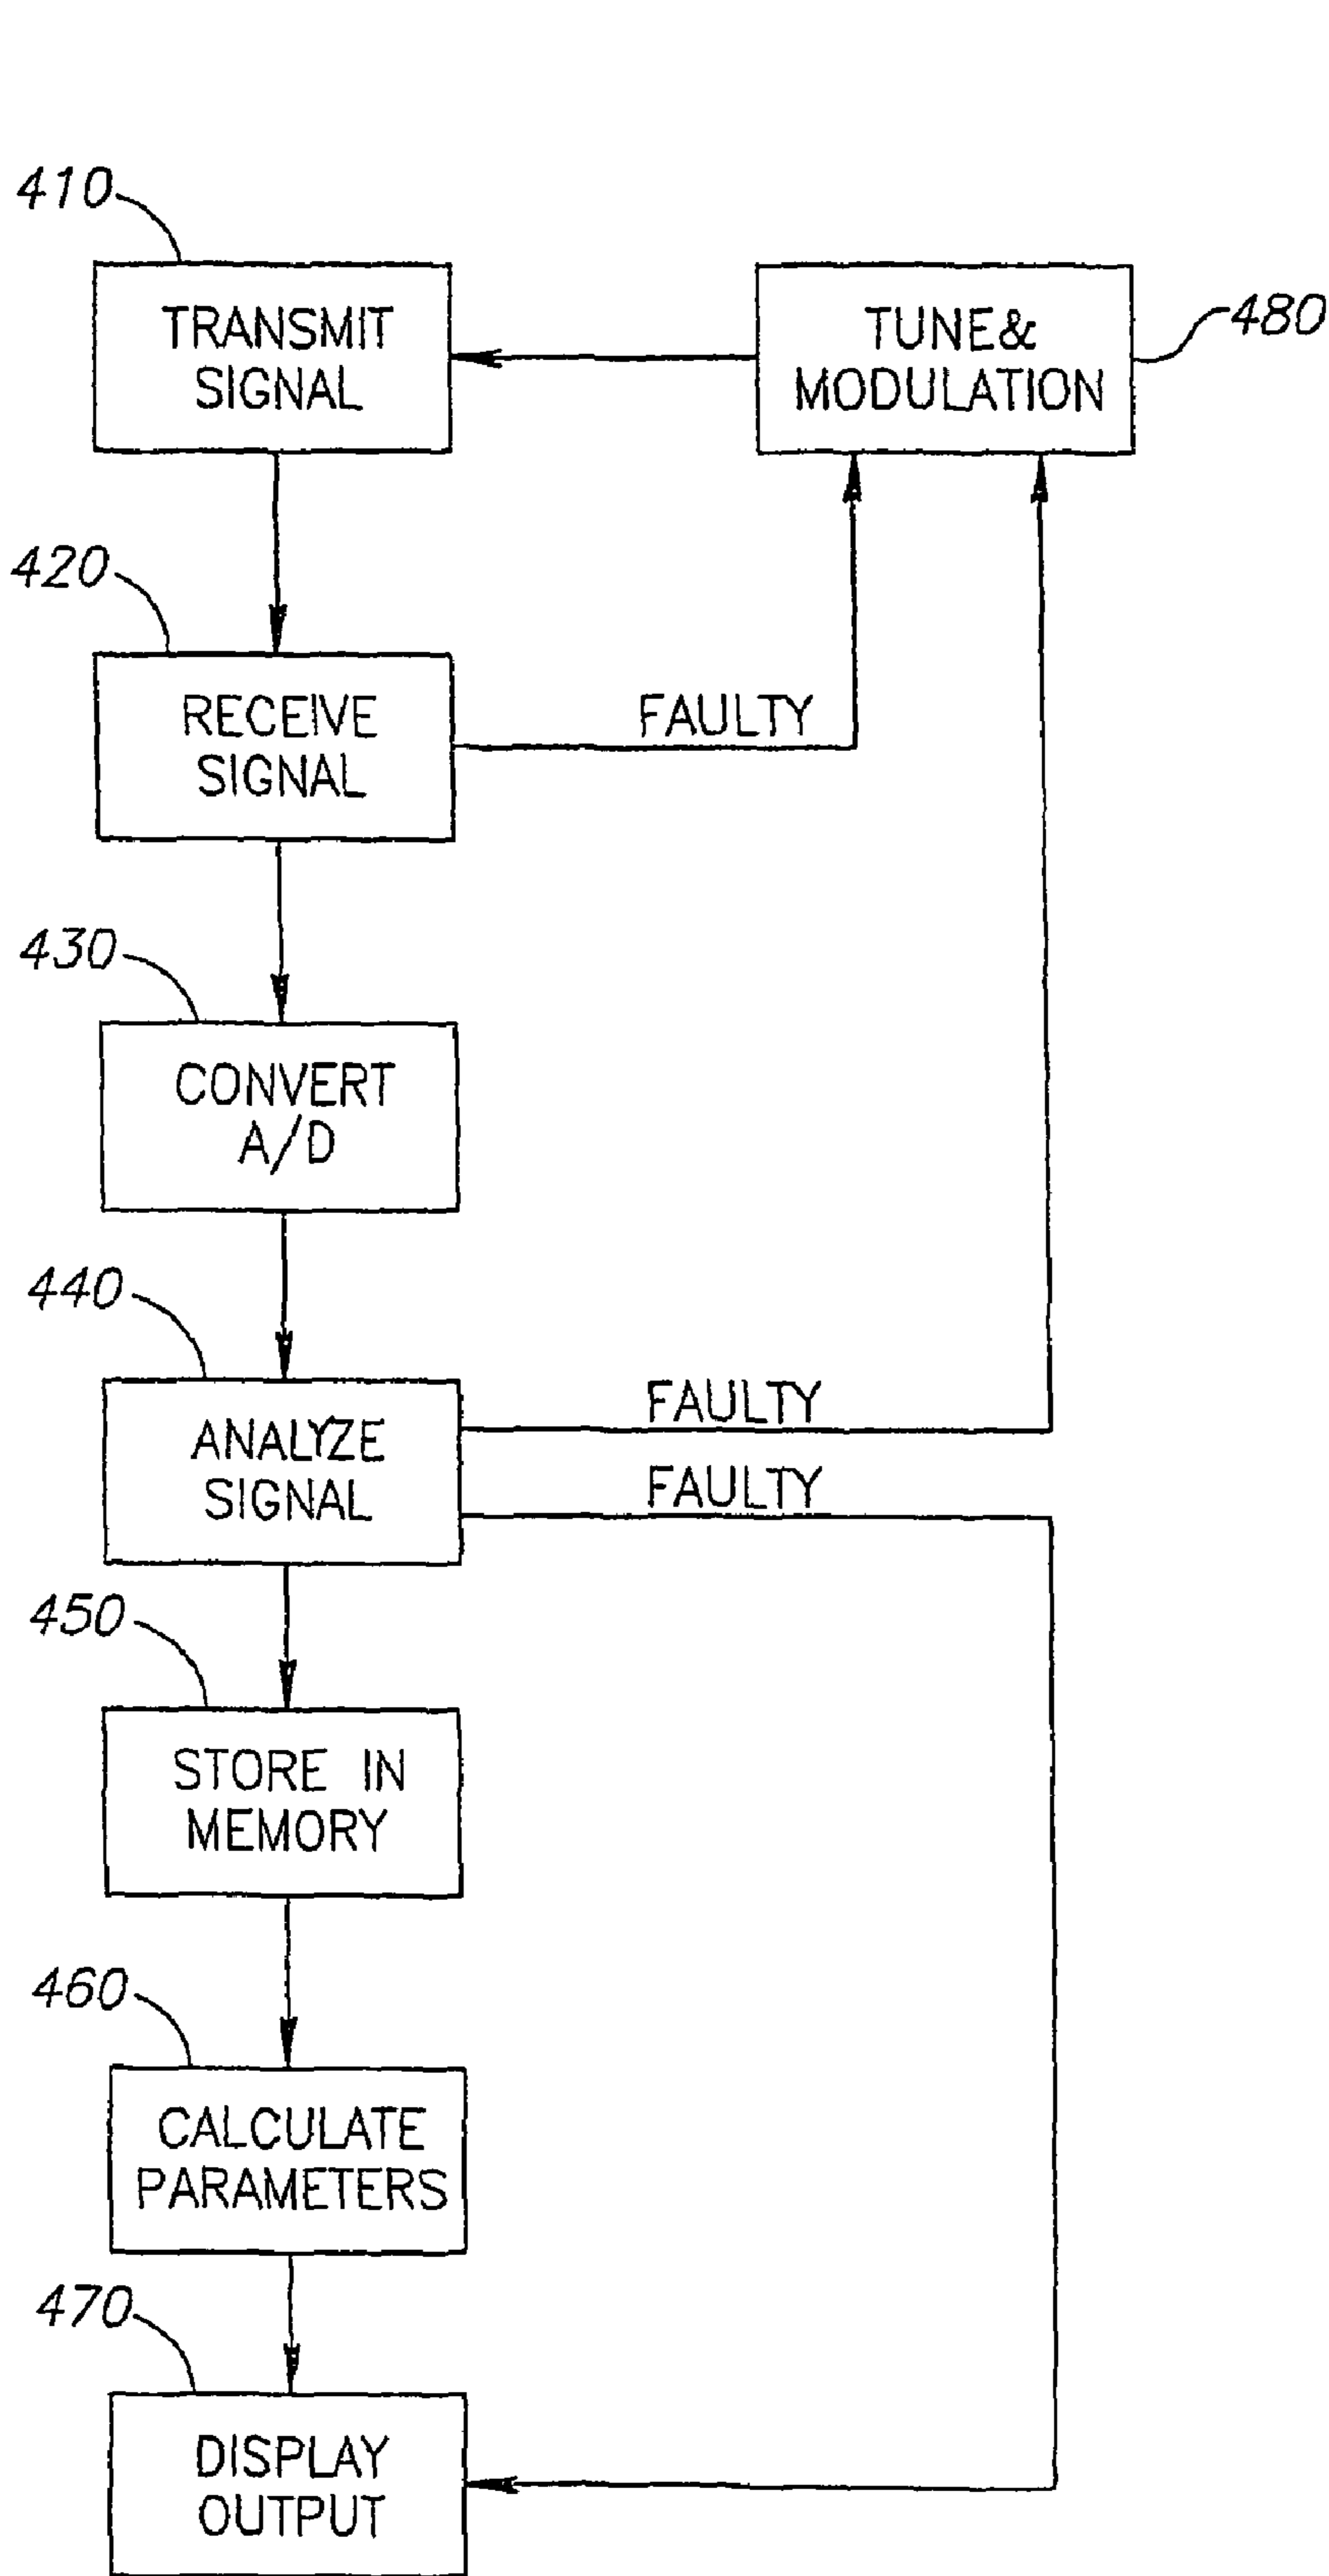 410
TRANSMIT
SIGNAL
TUNE&
MODULATION
480
420
RECEIVE
SIGNAL
FAULTY
430
CONVERT
A/D
440
ANALYZE
SIGNAL
FAULTY
FAULTY
450
STORE IN
MEMORY
460
CALCULATE
PARAMETERS
470
DISPLAY
OUTPUT